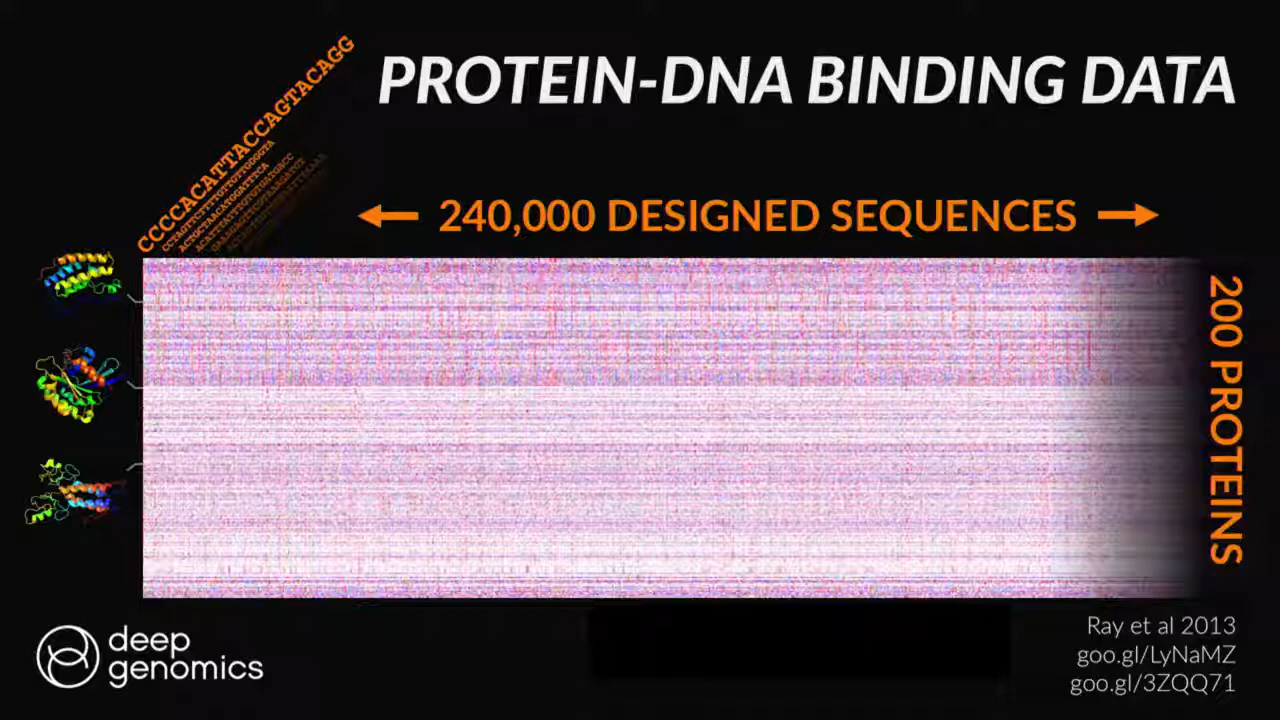 PROTEIN-DNA BINDING DATA
CCCCACATTACCAGTACAGG
240,000 DESIGNED SEQUENCES
200 PROTEINS
deep
genomics
Ray et al 2013
goo.gl/LyNaMZ
goo.gl/3ZQQ71